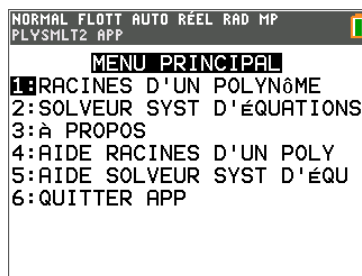 NORMAL FLOTT AUTO RÉEL RAD MP
PLYSMLT2 APP
MENU PRINCIPAL
1:RACINES D'UN POLYNôME
2:SOLVEUR SYST D'ÉQUATIONS
3:À PROPOS
4:AIDE RACINES D'UN POLY
5:AIDE SOLVEUR SYST D'ÉQU
6:QUITTER APP